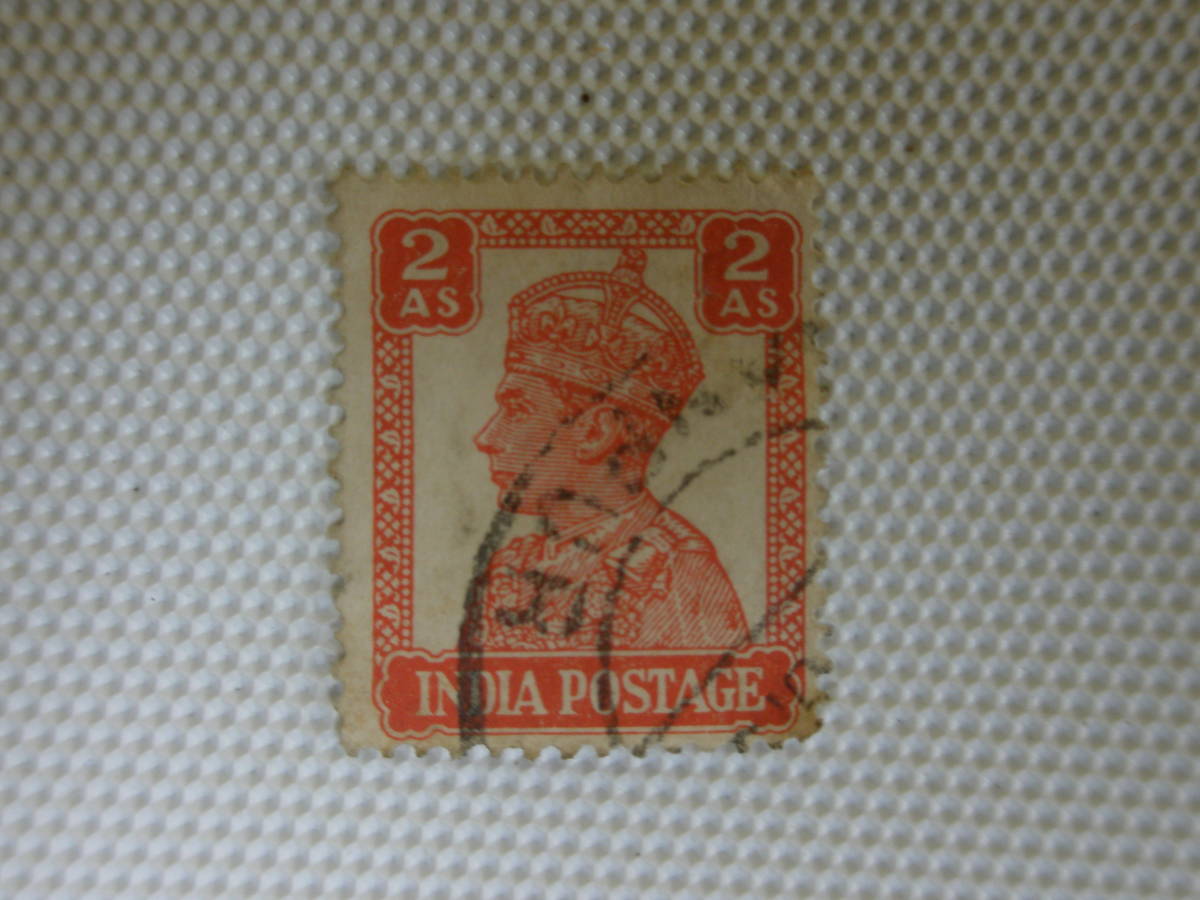 2 2
AS AS
INDIA POSTAGE